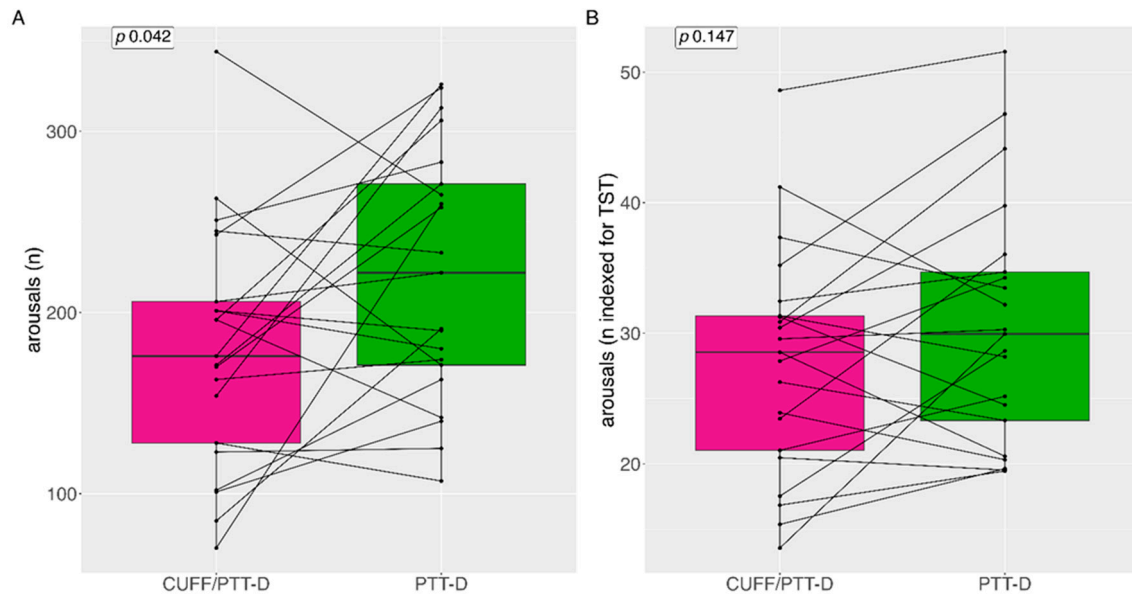 A
p 0.042
arousals (n)
300
200
100
CUFF/PTT-D PTT-D
B
p 0.147
arousals (n indexed for TST)
50
40
30
20
CUFF/PTT-D PTT-D